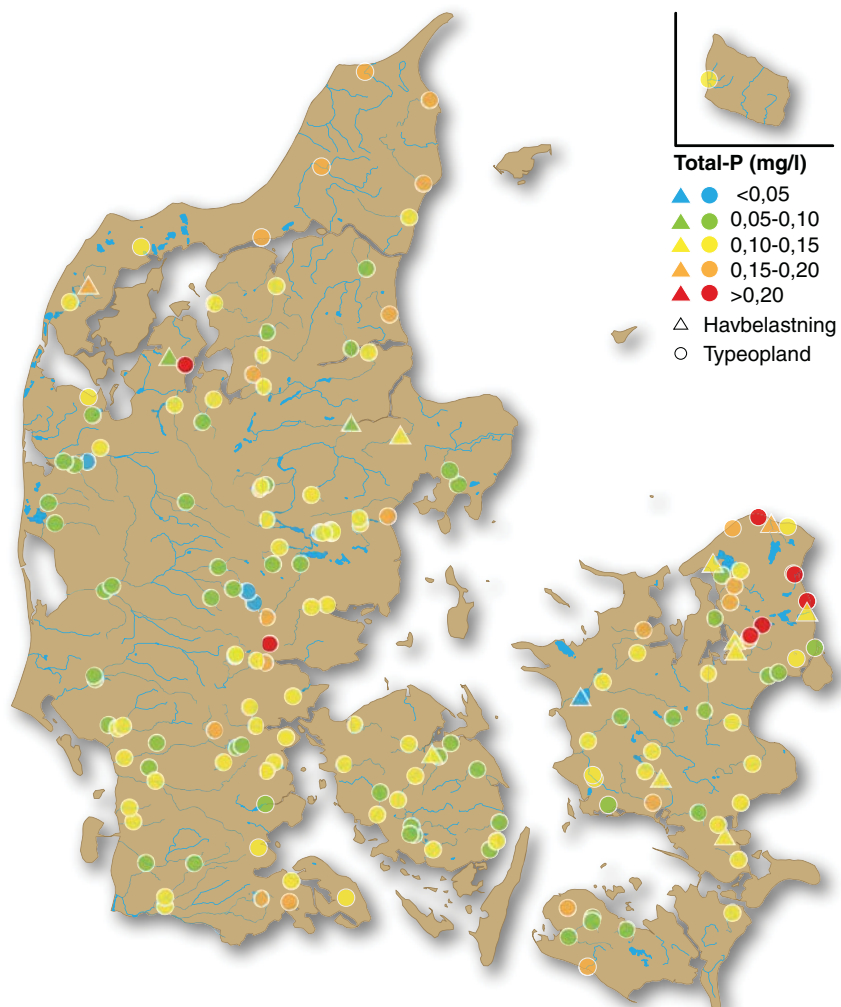 Total-P (mg/l)
<0,05
0,05-0,10
0,10-0,15
0,15-0,20
>0,20
Havbelastning
Typeopland